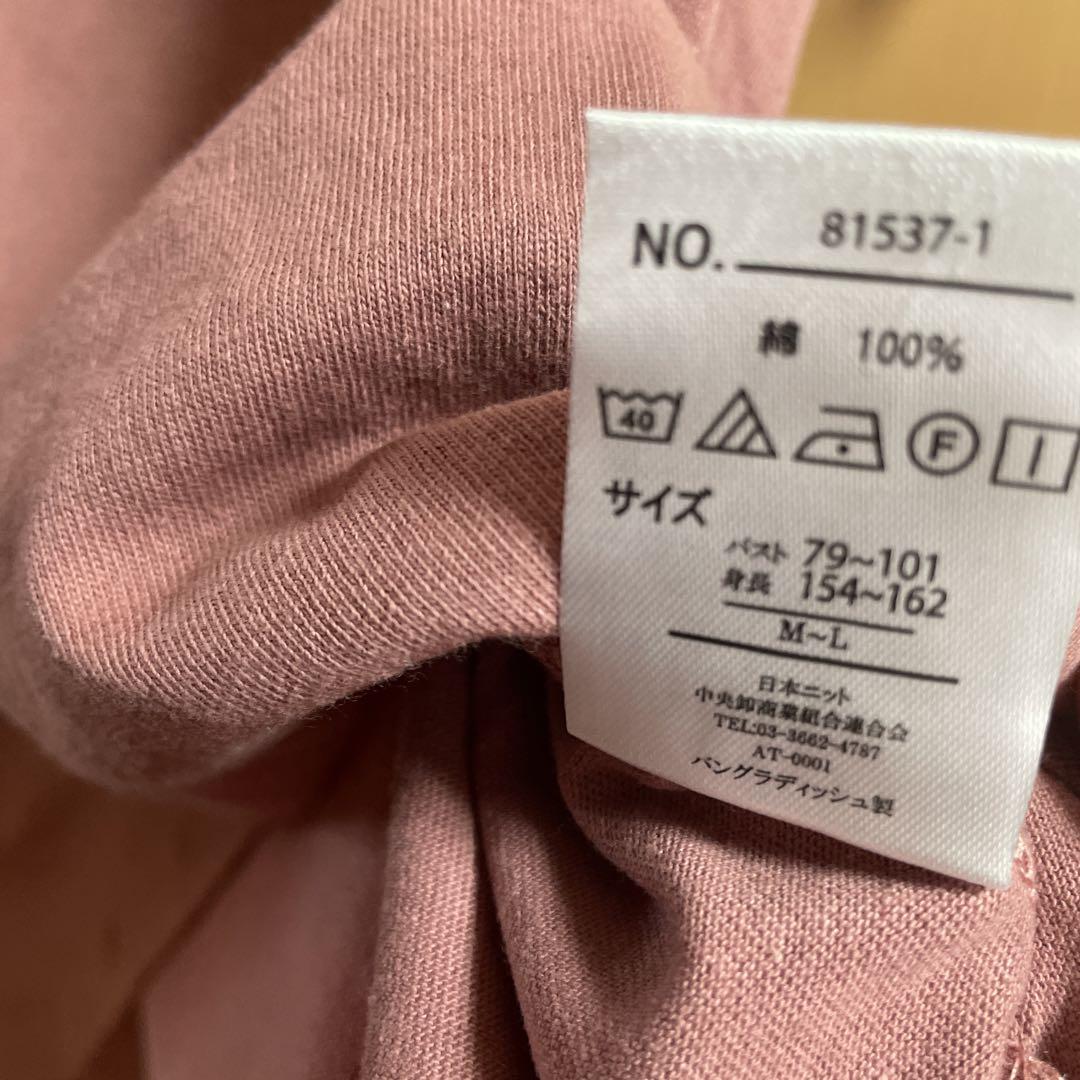 NO. 81537-1
綿 100%
40 F
サイズ
バスト 79~101
身長 154~162
M~L
日本ニット
中央卸商業組合連合会
TEL:03-3662-4787
AT-0001
バングラディッシュ製